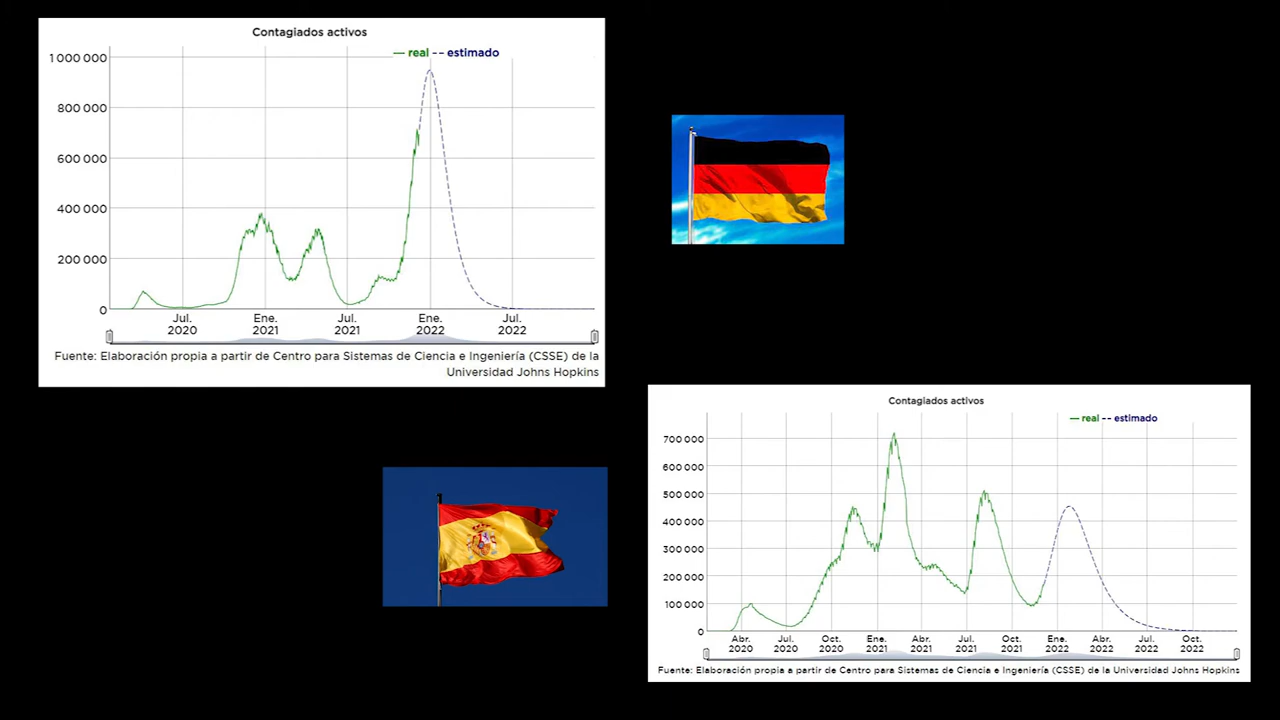 Contagiados activos
real estimado
1 000 000
800 000
600 000
400 000
200 000
0
Jul. Ene. Jul. Ene. Jul.
2020 2021 2021 2022 2022
Fuente: Elaboración propia a partir de Centro para Sistemas de Ciencia e Ingeniería (CSSE) de la
Universidad Johns Hopkins
Contagiados activos
real estimado
700 000
600 000
500 000
400 000
300 000
200 000
100 000
0
Abr. Jul. Oct. Ene. Abr. Jul. Oct. Ene. Abr. Jul. Oct.
2020 2020 2020 2021 2021 2021 2021 2022 2022 2022 2022
Fuente: Elaboración propia a partir de Centro para Sistemas de Ciencia e Ingeniería (CSSE) de la Universidad Johns Hopkins